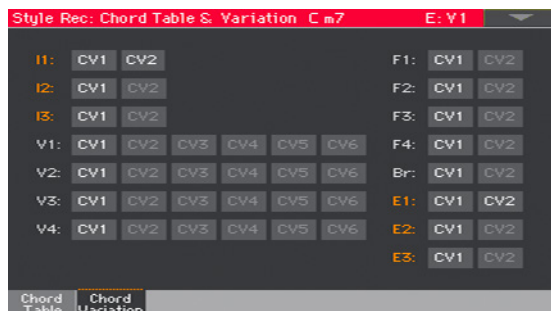 Style Rec: Chord Table & Variation C m7 E: V1
I1: CV1 CV2 F1: CV1 CV2
I2: CV1 CV2 F2: CV1 CV2
I3: CV1 CV2 F3: CV1 CV2
V1: CV1 CV2 CV3 CV4 CV5 CV6 F4: CV1 CV2
V2: CV1 CV2 CV3 CV4 CV5 CV6 Br: CV1 CV2
V3: CV1 CV2 CV3 CV4 CV5 CV6 E1: CV1 CV2
V4: CV1 CV2 CV3 CV4 CV5 CV6 E2: CV1 CV2
E3: CV1 CV2
Chord Chord
Table Variation